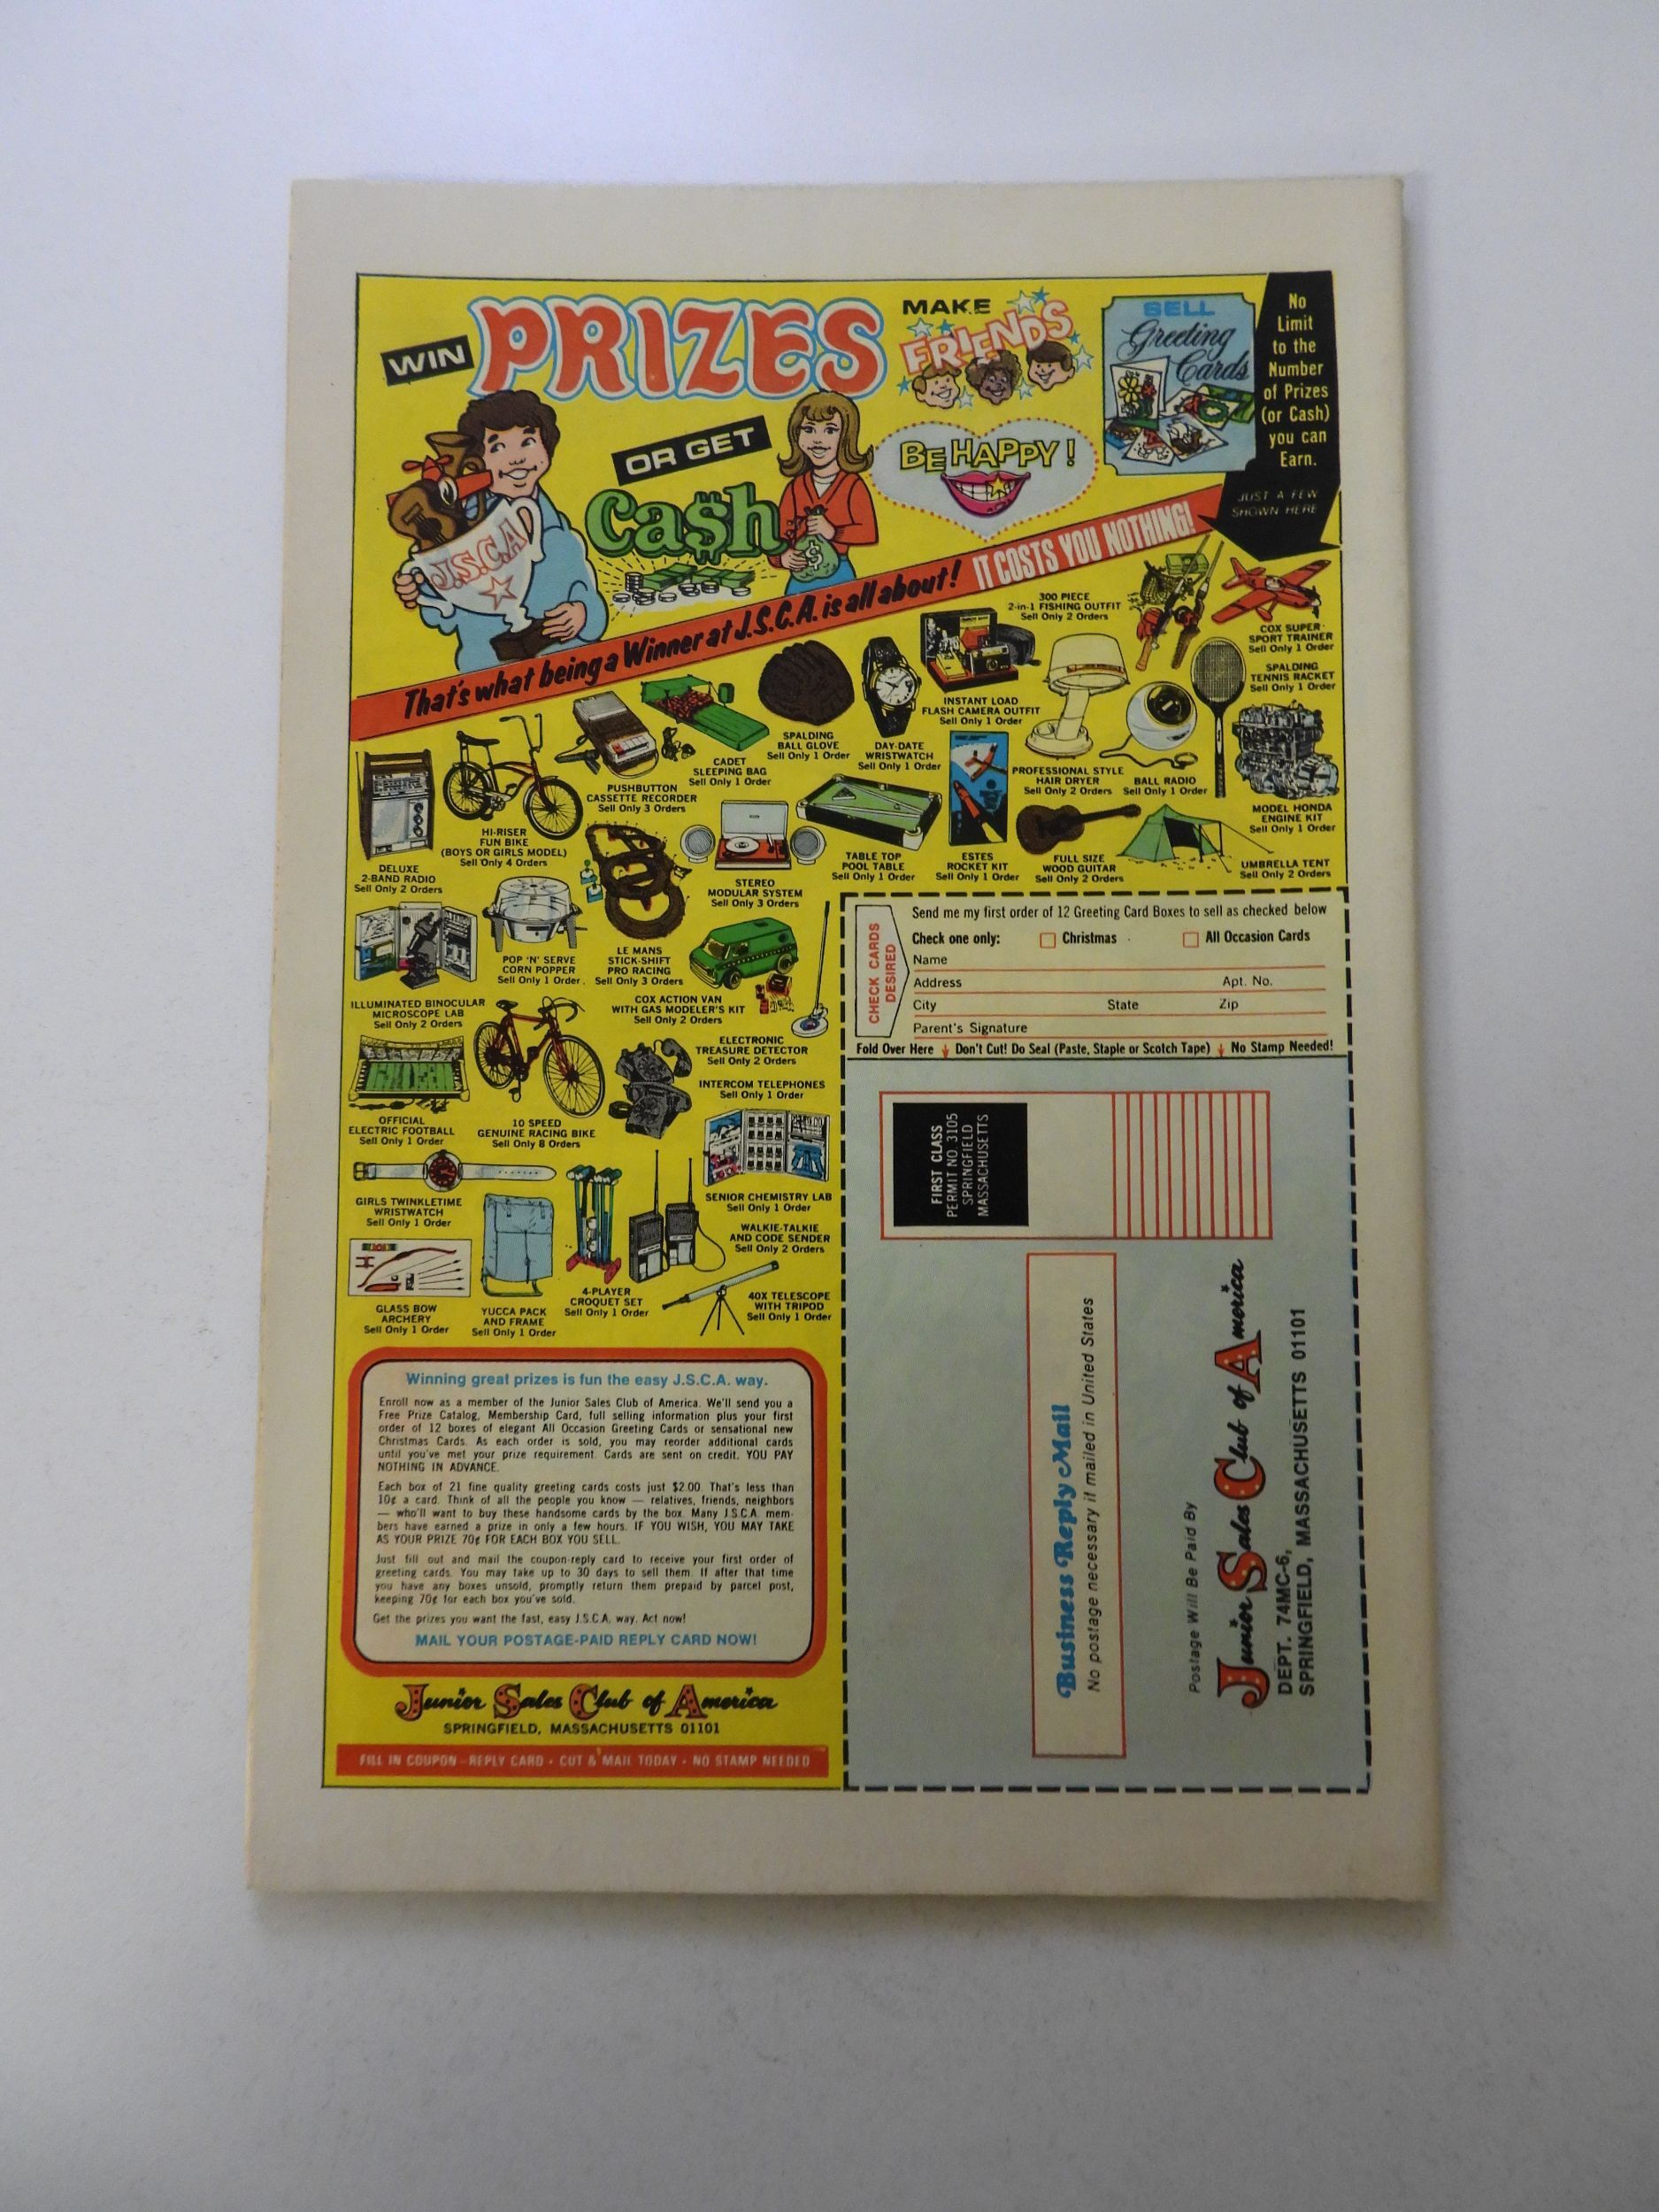 WIN PRIZES
OR GET
Ca$h
MAKE
FRIENDS
BE HAPPY!
SELL
Greeting
Cards
No
Limit
to the
Number
of Prizes
(or Cash)
you can
Earn.
JUST A FEW
SHOWN HERE
J.S.C.A.
$
That's what being a Winner at J.S.C.A. is all about! IT COSTS YOU NOTHING!
300 PIECE
2-in-1 FISHING OUTFIT
Sell Only 2 Orders
COX SUPER-
SPORT TRAINER
Sell Only 1 Order
SPALDING
TENNIS RACKET
Sell Only 1 Order
INSTANT LOAD
FLASH CAMERA OUTFIT
Sell Only 1 Order
SPALDING
BALL GLOVE
Sell Only 1 Order
DAY-DATE
WRISTWATCH
Sell Only 1 Order
CADET
SLEEPING BAG
Sell Only 1 Order
PUSHBUTTON
CASSETTE RECORDER
Sell Only 3 Orders
PROFESSIONAL STYLE
HAIR DRYER
Sell Only 2 Orders
BALL RADIO
Sell Only 1 Order
MODEL HONDA
ENGINE KIT
Sell Only 1 Order
HI-RISER
FUN BIKE
(BOYS OR GIRLS MODEL)
Sell Only 4 Orders
DELUXE
2-BAND RADIO
Sell Only 2 Orders
STEREO
MODULAR SYSTEM
Sell Only 3 Orders
TABLE TOP
POOL TABLE
Sell Only 1 Order
ESTES
ROCKET KIT
Sell Only 1 Order
FULL SIZE
WOOD GUITAR
Sell Only 2 Orders
UMBRELLA TENT
Sell Only 2 Orders
POP 'N' SERVE
CORN POPPER
Sell Only 1 Order.
LE MANS
STICK-SHIFT
PRO RACING
Sell Only 3 Orders
ILLUMINATED BINOCULAR
MICROSCOPE LAB
Sell Only 2 Orders
COX ACTION VAN
WITH GAS MODELER'S KIT
Sell Only 2 Orders
ELECTRONIC
TREASURE DETECTOR
Sell Only 2 Orders
INTERCOM TELEPHONES
Sell Only 1 Order
OFFICIAL
ELECTRIC FOOTBALL
Sell Only 1 Order
10 SPEED
GENUINE RACING BIKE
Sell Only 8 Orders
GIRLS TWINKLETIME
WRISTWATCH
Sell Only 1 Order
SENIOR CHEMISTRY LAB
Sell Only 1 Order
WALKIE-TALKIE
AND CODE SENDER
Sell Only 2 Orders
GLASS BOW
ARCHERY
Sell Only 1 Order
YUCCA PACK
AND FRAME
Sell Only 1 Order
4-PLAYER
CROQUET SET
Sell Only 1 Order
40X TELESCOPE
WITH TRIPOD
Sell Only 1 Order
Winning great prizes is fun the easy J.S.C.A. way.
Enroll now as a member of the Junior Sales Club of America. We'll send you a
Free Prize Catalog, Membership Card, full selling information plus your first
order of 12 boxes of elegant All Occasion Greeting Cards or sensational new
Christmas Cards. As each order is sold, you may reorder additional cards
until you've met your prize requirement. Cards are sent on credit. YOU PAY
NOTHING IN ADVANCE.
Each box of 21 fine quality greeting cards costs just $2.00. That's less than
10¢ a card. Think of all the people you know — relatives, friends, neighbors
— who'll want to buy these handsome cards by the box. Many J.S.C.A. mem-
bers have earned a prize in only a few hours. IF YOU WISH, YOU MAY TAKE
AS YOUR PRIZE 70¢ FOR EACH BOX YOU SELL.
Just fill out and mail the coupon-reply card to receive your first order of
greeting cards. You may take up to 30 days to sell them. If after that time
you have any boxes unsold, promptly return them prepaid by parcel post,
keeping 70¢ for each box you've sold.
Get the prizes you want the fast, easy J.S.C.A. way. Act now!
MAIL YOUR POSTAGE-PAID REPLY CARD NOW!
Junior Sales Club of America
SPRINGFIELD, MASSACHUSETTS 01101
FILL IN COUPON - REPLY CARD • CUT & MAIL TODAY • NO STAMP NEEDED
CHECK CARDS
DESIRED
Send me my first order of 12 Greeting Card Boxes to sell as checked below
Check one only: Christmas All Occasion Cards
Name
Address Apt. No.
City State Zip
Parent's Signature
Fold Over Here Don't Cut! Do Seal (Paste, Staple or Scotch Tape) No Stamp Needed!
FIRST CLASS
PERMIT NO. 3105
SPRINGFIELD
MASSACHUSETTS
Business Reply Mail
No postage necessary if mailed in United States
Postage Will Be Paid By
Junior Sales Club of America
DEPT. 74MC-6,
SPRINGFIELD, MASSACHUSETTS 01101